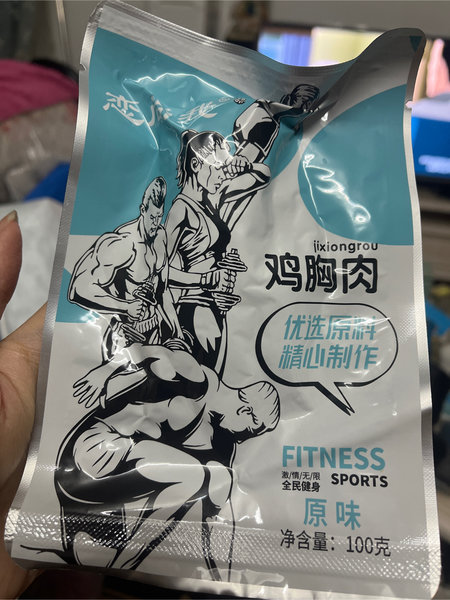 jixiongrou
鸡胸肉
优选原料
精心制作
FITNESS
激/情/无/限
全民健身
SPORTS
原味
净含量：100克